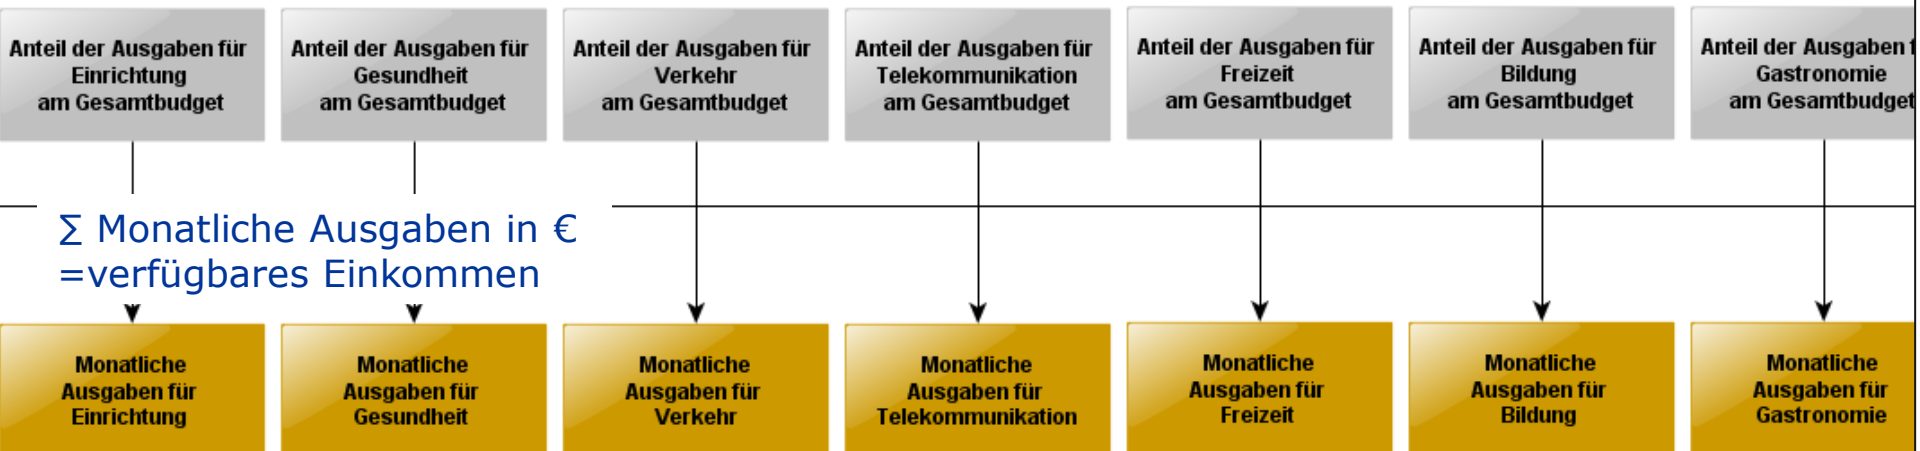 Anteil der Ausgaben für
Einrichtung
am Gesamtbudget
Anteil der Ausgaben für
Gesundheit
am Gesamtbudget
Anteil der Ausgaben für
Verkehr
am Gesamtbudget
Anteil der Ausgaben für
Telekommunikation
am Gesamtbudget
Anteil der Ausgaben für
Freizeit
am Gesamtbudget
Anteil der Ausgaben für
Bildung
am Gesamtbudget
Anteil der Ausgaben f
Gastronomie
am Gesamtbudget
∑ Monatliche Ausgaben in €
=verfügbares Einkommen
Monatliche
Ausgaben für
Einrichtung
Monatliche
Ausgaben für
Gesundheit
Monatliche
Ausgaben für
Verkehr
Monatliche
Ausgaben für
Telekommunikation
Monatliche
Ausgaben für
Freizeit
Monatliche
Ausgaben für
Bildung
Monatliche
Ausgaben für
Gastronomie